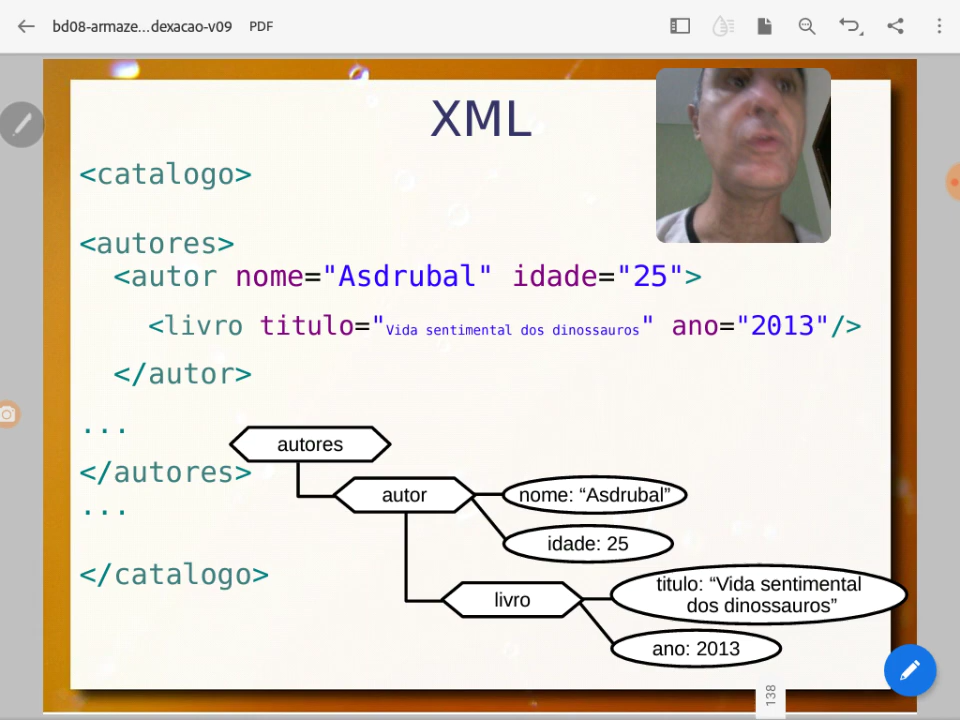 bd08-armaze...dexacao-v09 PDF
XML
<catalogo>
<autores>
<autor nome="Asdrubal" idade="25">
<livro titulo="Vida sentimental dos dinossauros" ano="2013"/>
</autor>
...
</autores>
...
</catalogo>
autores
autor
nome: “Asdrubal”
idade: 25
livro
titulo: “Vida sentimental
dos dinossauros”
ano: 2013
138